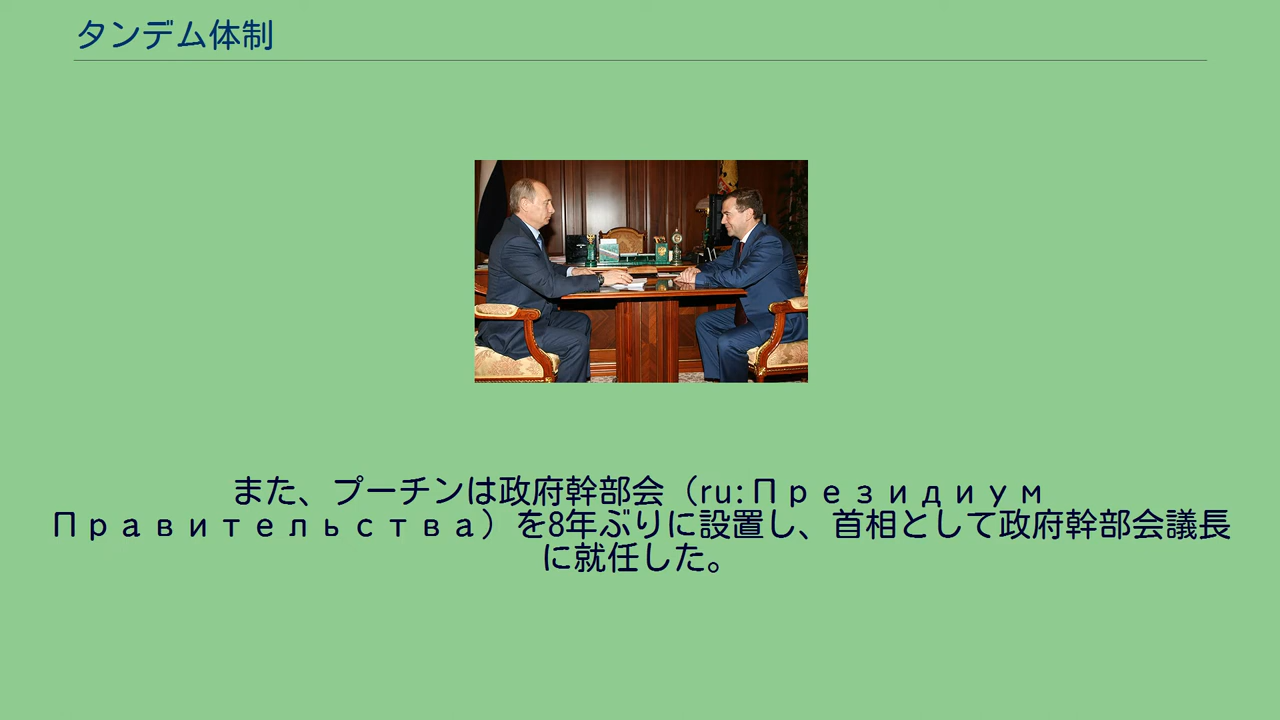 タンデム体制
また、プーチンは政府幹部会（ru:Президиум
Правительства）を8年ぶりに設置し、首相として政府幹部会議長
に就任した。